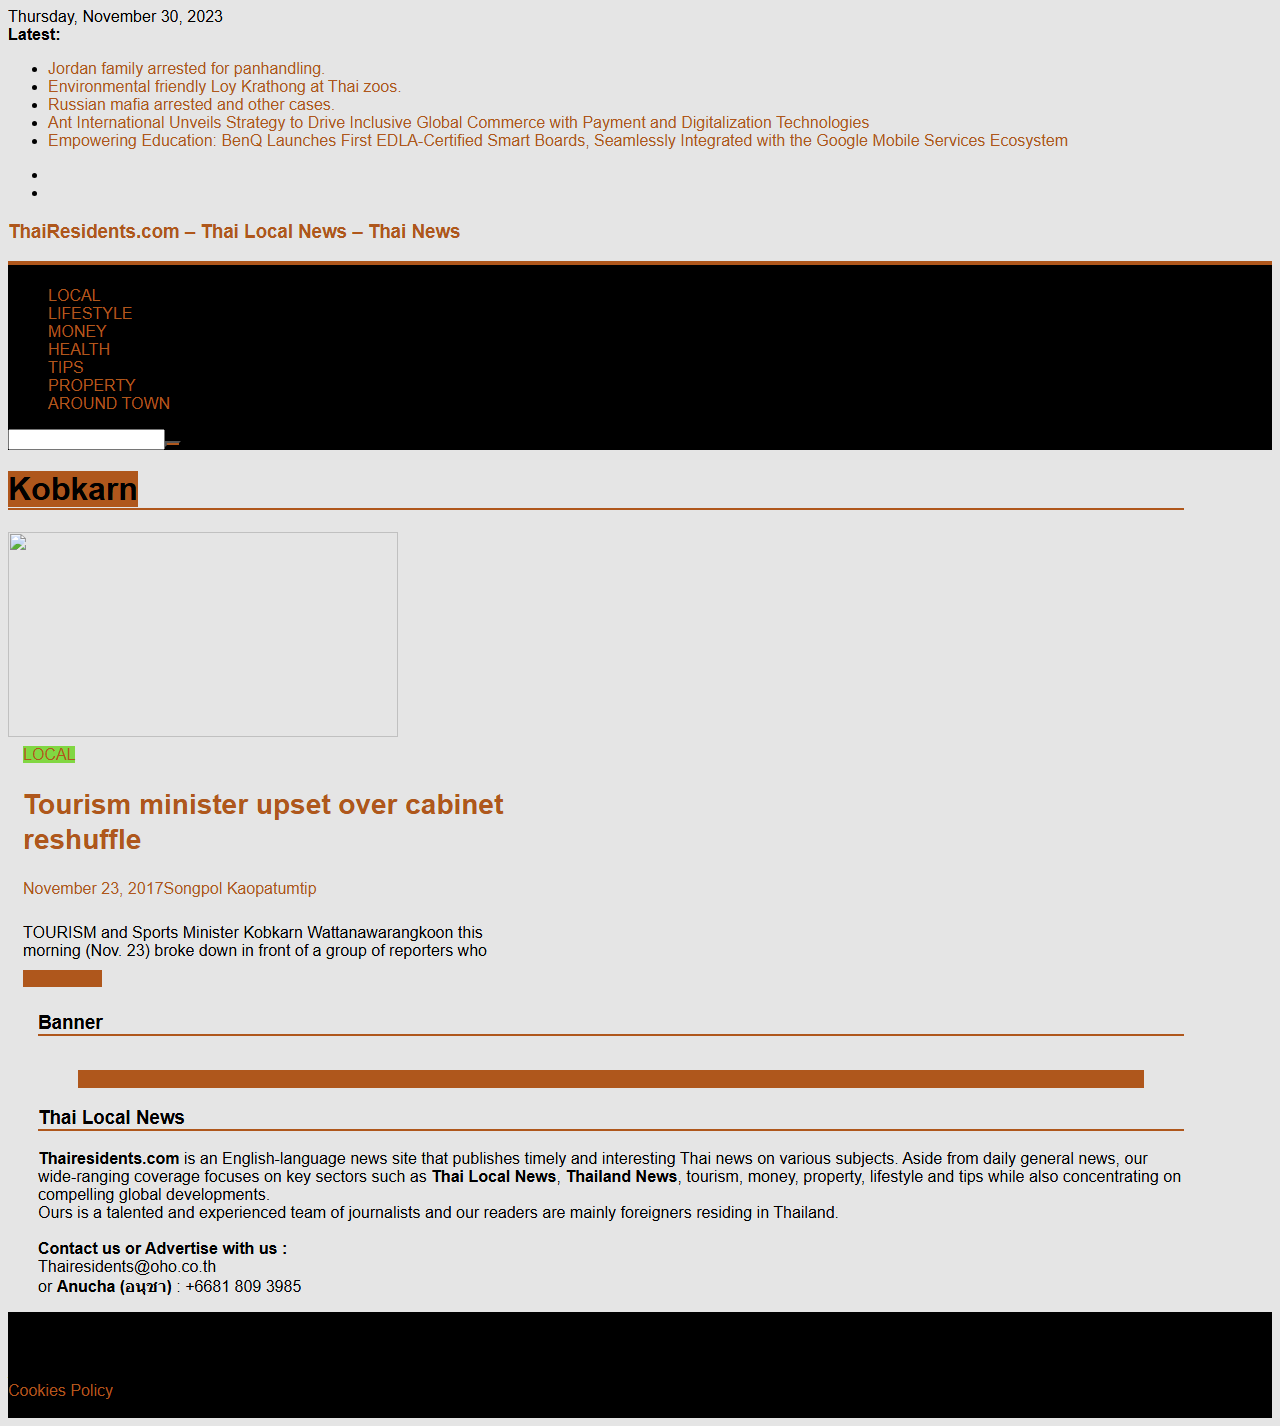 Thursday, November 30, 2023
Latest:
Jordan family arrested for panhandling.
Environmental friendly Loy Krathong at Thai zoos.
Russian mafia arrested and other cases.
Ant International Unveils Strategy to Drive Inclusive Global Commerce with Payment and Digitalization Technologies
Empowering Education: BenQ Launches First EDLA-Certified Smart Boards, Seamlessly Integrated with the Google Mobile Services Ecosystem
ThaiResidents.com – Thai Local News – Thai News
LOCAL
LIFESTYLE
MONEY
HEALTH
TIPS
PROPERTY
AROUND TOWN
Kobkarn
LOCAL
Tourism minister upset over cabinet
reshuffle
November 23, 2017Songpol Kaopatumtip
TOURISM and Sports Minister Kobkarn Wattanawarangkoon this
morning (Nov. 23) broke down in front of a group of reporters who
Banner
Thai Local News
Thairesidents.com is an English-language news site that publishes timely and interesting Thai news on various subjects. Aside from daily general news, our
wide-ranging coverage focuses on key sectors such as Thai Local News, Thailand News, tourism, money, property, lifestyle and tips while also concentrating on
compelling global developments.
Ours is a talented and experienced team of journalists and our readers are mainly foreigners residing in Thailand.
Contact us or Advertise with us :
Thairesidents@oho.co.th
or Anucha (อนุชา) : +6681 809 3985
Cookies Policy